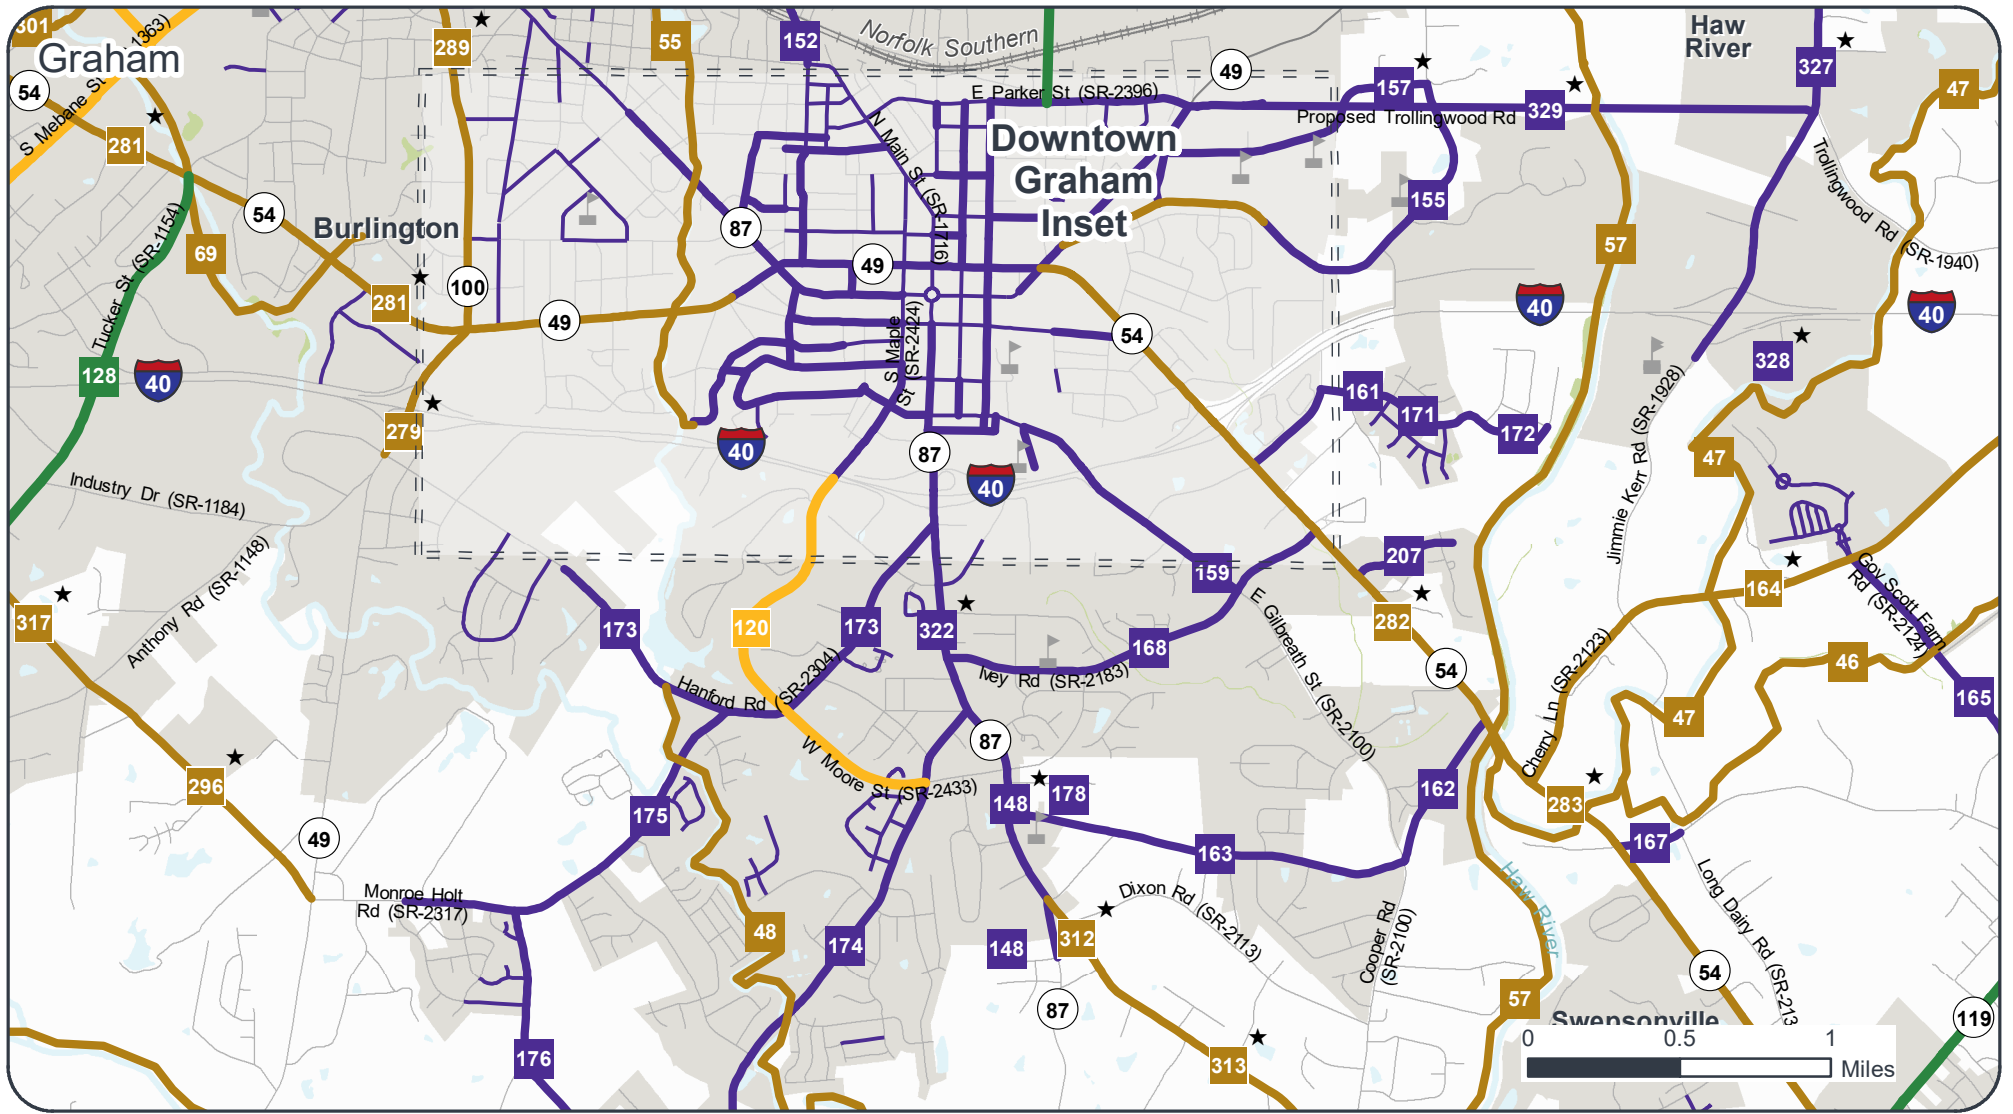 301
Graham
54
S Mebane St
1363)
281
289
55
152
Norfolk Southern
49
E Parker St (SR-2396)
157
329
Proposed Trollingwood Rd
Haw
River
327
47
Downtown
Graham
Inset
N Main St (SR-1716)
Tucker St (SR-1154)
54
Burlington
69
281
100
49
87
49
155
57
Trollingwood Rd (SR-1940)
40
40
328
128
40
279
S Maple
St (SR-2424)
54
40
87
40
161
171
172
Jimmie Kerr Rd (SR-1928)
47
Industry Dr (SR-1184)
Anthony Rd (SR-1148)
317
173
120
173
322
159
207
282
168
Ivey Rd (SR-2183)
E Gilbreath St (SR-2100)
54
164
Gov Scott Farm
Rd (SR-2124)
46
165
47
Cherry Ln (SR-2123)
Hanford Rd (SR-2304)
W Moore St (SR-2433)
87
296
49
175
148
178
163
162
283
167
Long Dairy Rd (SR-213
Haw River
Monroe Holt
Rd (SR-2317)
48
174
148
312
Dixon Rd (SR-2113)
Cooper Rd
(SR-2100)
87
54
57
119
176
313
Swepsonville
0 0.5 1
Miles